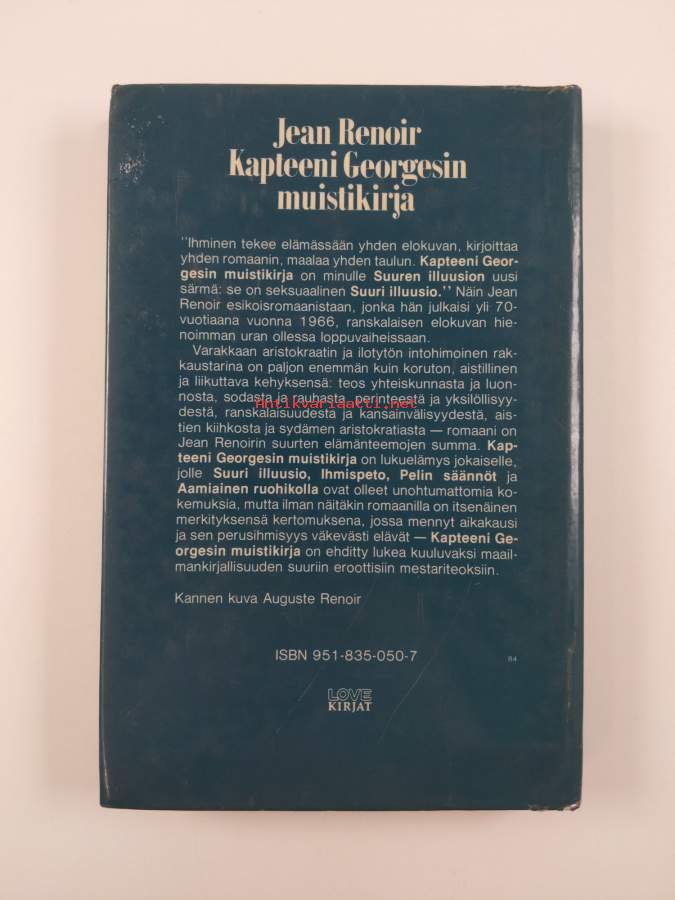 Jean Renoir
Kapteeni Georgesin
muistikirja
"Ihminen tekee elämässään yhden elokuvan, kirjoittaa
yhden romaanin, maalaa yhden taulun. Kapteeni Geor-
gesin muistikirja on minulle Suuren illuusion uusi
särmä: se on seksuaalinen Suuri illuusio." Näin Jean
Renoir esikoisromaanistaan, jonka hän julkaisi yli 70-
vuotiaana vuonna 1966, ranskalaisen elokuvan hie-
noimman uran ollessa loppuvaiheissaan.
Varakkaan aristokraatin ja ilotytön intohimoinen rak-
kaustarina on paljon enemmän kuin koruton, aistillinen
ja liikuttava kehyksensä: teos yhteiskunnasta ja luon-
nosta, sodasta ja rauhasta, perinteestä ja yksilöllisyy-
Antikvariaatti.net
destä, ranskalaisuudesta ja kansainvälisyydestä, ais-
tien kiihkosta ja sydämen aristokratiasta — romaani on
Jean Renoirin suurten elämänteemojen summa. Kap-
teeni Georgesin muistikirja on lukuelämys jokaiselle,
jolle Suuri illuusio, Ihmispeto, Pelin säännöt ja
Aamiainen ruohikolla ovat olleet unohtumattomia ko-
kemuksia, mutta ilman näitäkin romaanilla on itsenäinen
merkityksensä kertomuksena, jossa mennyt aikakausi
ja sen perusihmisyys väkevästi elävät — Kapteeni Ge-
orgesin muistikirja on ehditty lukea kuuluvaksi maail-
mankirjallisuuden suuriin eroottisiin mestariteoksiin.
Kannen kuva Auguste Renoir
ISBN 951-835-050-7
84
LOVE
KIRJAT